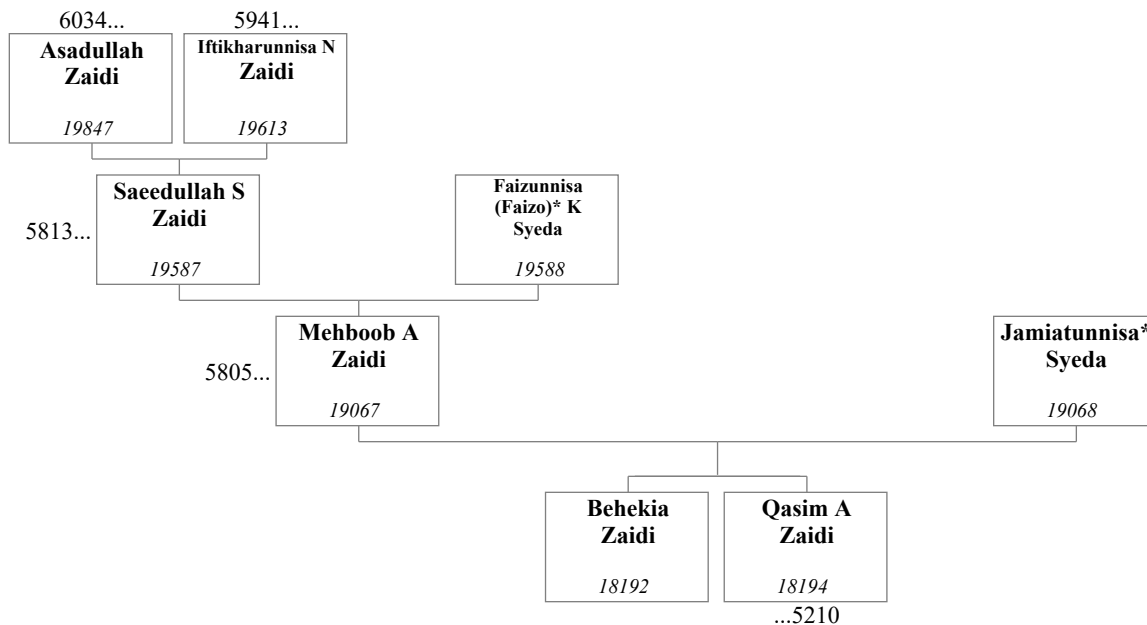 6034...
5941...
Asadullah
Zaidi
19847
Iftikharunnisa N
Zaidi
19613
5813...
Saeedullah S
Zaidi
19587
Faizunnisa
(Faizo)* K
Syeda
19588
5805...
Mehboob A
Zaidi
19067
Jamiatunnisa*
Syeda
19068
Behekia
Zaidi
18192
Qasim A
Zaidi
18194
...5210